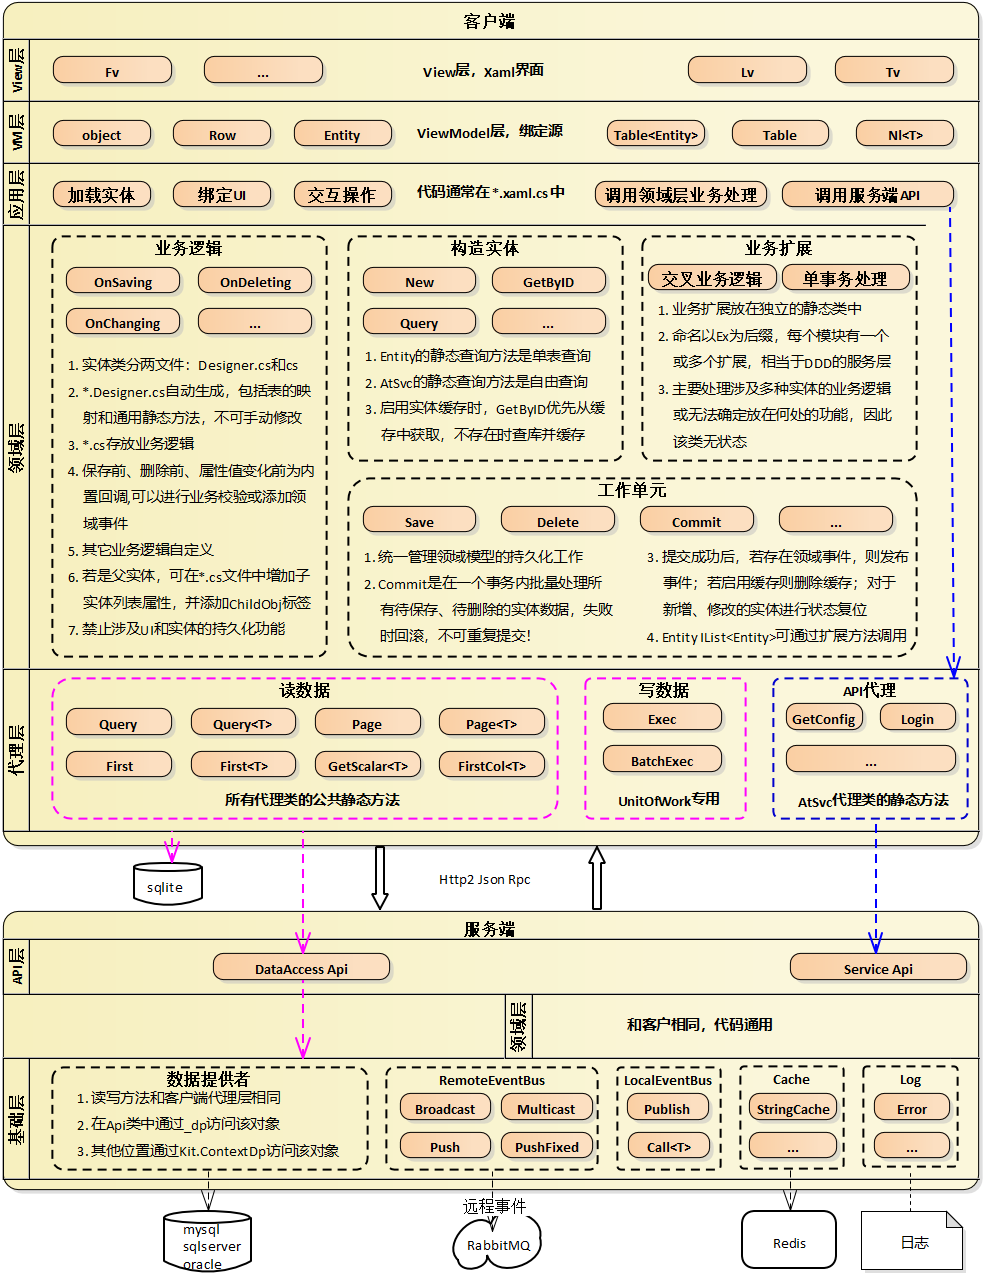 客户端
View层
Fv
...
View层，Xaml界面
Lv
Tv
VM层
object
Row
Entity
ViewModel层，绑定源
Table<Entity>
Table
Nl<T>
应用层
加载实体
绑定UI
交互操作
代码通常在 *.xaml.cs 中
调用领域层业务处理
调用服务端 API
领域层
业务逻辑
OnSaving
OnDeleting
OnChanging
...
1. 实体类分两文件：Designer.cs和cs
2. *.Designer.cs自动生成，包括表的映
射和通用静态方法，不可手动修改
3. *.cs存放业务逻辑
4. 保存前、删除前、属性值变化前为内
置回调,可以进行业务校验或添加领
域事件
5. 其它业务逻辑自定义
6. 若是父实体，可在*.cs文件中增加子
实体列表属性，并添加ChildObj标签
7. 禁止涉及UI和实体的持久化功能
构造实体
New
GetByID
Query
...
1. Entity的静态查询方法是单表查询
2. AtSvc的静态查询方法是自由查询
3. 启用实体缓存时，GetByID优先从缓
存中获取，不存在时查库并缓存
业务扩展
交叉业务逻辑
单事务处理
1. 业务扩展放在独立的静态类中
2. 命名以Ex为后缀，每个模块有一个
或多个扩展，相当于DDD的服务层
3. 主要处理涉及多种实体的业务逻辑
或无法确定放在何处的功能，因此
该类无状态
工作单元
Save
Delete
Commit
...
1. 统一管理领域模型的持久化工作
2. Commit是在一个事务内批量处理所
有待保存、待删除的实体数据，失败
时回滚，不可重复提交！
3. 提交成功后，若存在领域事件，则发布
事件；若启用缓存则删除缓存；对于
新增、修改的实体进行状态复位
4. Entity IList<Entity>可通过扩展方法调用
代理层
读数据
Query
Query<T>
Page
Page<T>
First
First<T>
GetScalar<T>
FirstCol<T>
所有代理类的公共静态方法
写数据
Exec
BatchExec
UnitOfWork专用
API代理
GetConfig
Login
...
AtSvc代理类的静态方法
sqlite
Http2 Json Rpc
服务端
API层
DataAccess Api
Service Api
领域层
和客户相同，代码通用
基础层
数据提供者
1. 读写方法和客户端代理层相同
2. 在Api类中通过_dp访问该对象
3. 其他位置通过Kit.ContextDp访问该对象
RemoteEventBus
Broadcast
Multicast
Push
PushFixed
LocalEventBus
Publish
Call<T>
Cache
StringCache
...
Log
Error
...
mysql
sqlserver
oracle
远程事件
RabbitMQ
Redis
日志